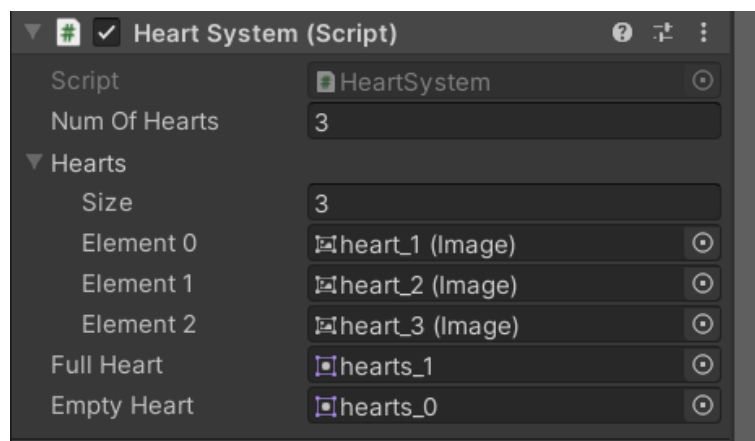 Heart System (Script)
Script HeartSystem
Num Of Hearts 3
Hearts
Size 3
Element 0 heart_1 (Image)
Element 1 heart_2 (Image)
Element 2 heart_3 (Image)
Full Heart hearts_1
Empty Heart hearts_0